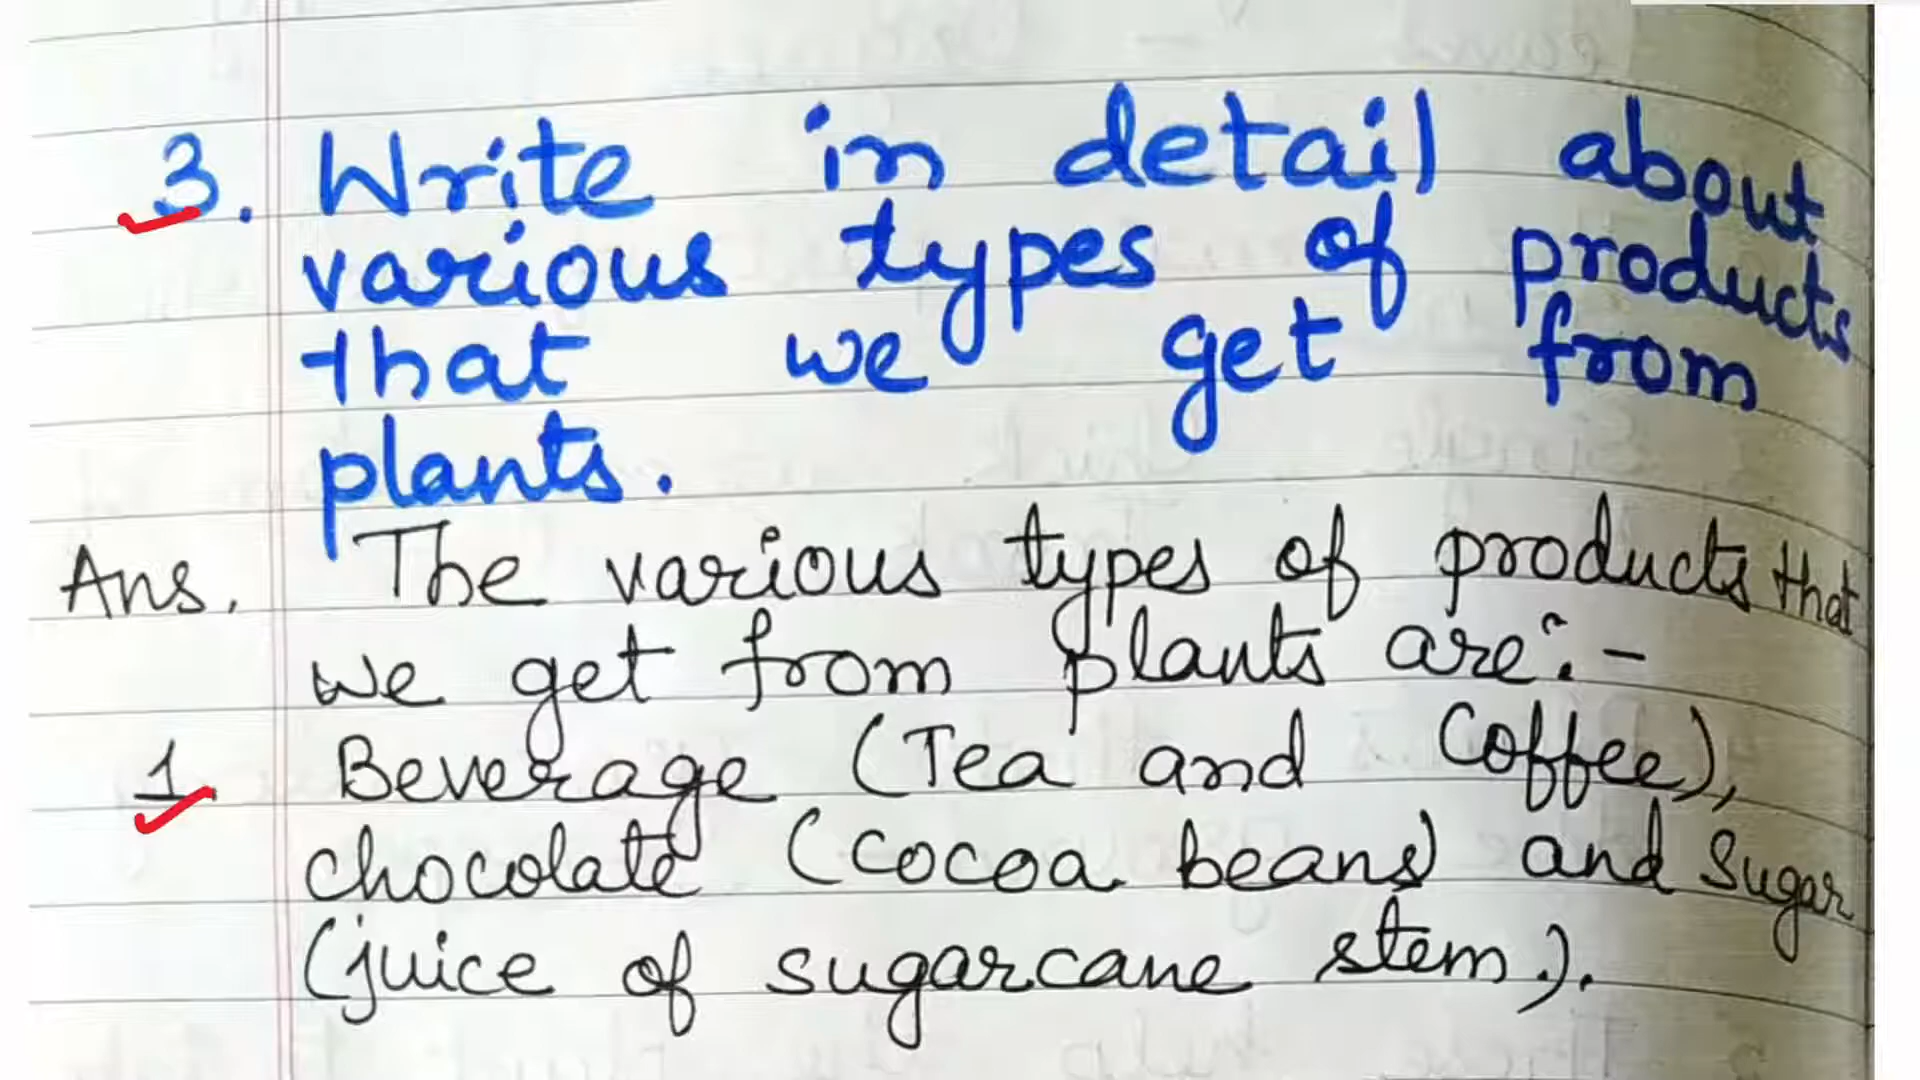 3. Write in detail about
various types of products
that we get from
plants.
Ans. The various types of products that
we get from plants are:-
1. Beverage (Tea and Coffee),
chocolate (cocoa beans) and Sugar
(juice of sugarcane stem.).